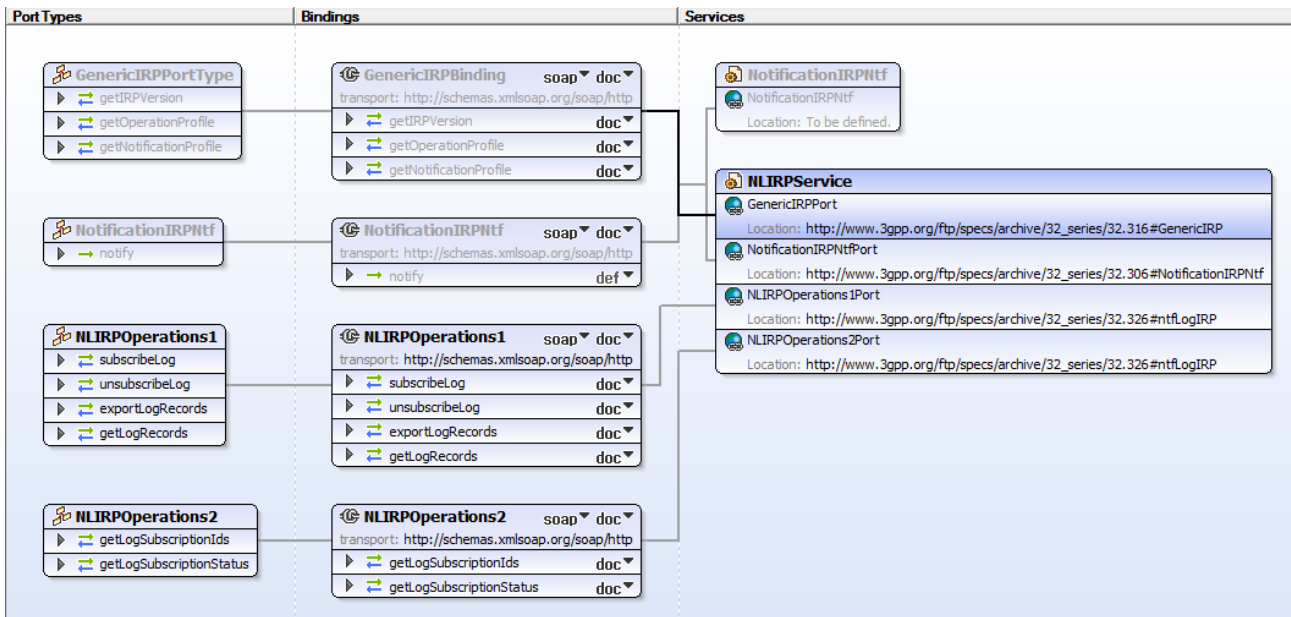 Port Types
Bindings
Services
GenericIRPPortType
getIRPVersion
getOperationProfile
getNotificationProfile
GenericIRPBinding soap doc
transport: http://schemas.xmlsoap.org/soap/http
getIRPVersion doc
getOperationProfile doc
getNotificationProfile doc
NotificationIRPNtf
NotificationIRPNtf
Location: To be defined.
NLIRPService
GenericIRPPort
Location: http://www.3gpp.org/ftp/specs/archive/32_series/32.316#GenericIRP
NotificationIRPNtfPort
Location: http://www.3gpp.org/ftp/specs/archive/32_series/32.306#NotificationIRPNtf
NLIRPOperations1Port
Location: http://www.3gpp.org/ftp/specs/archive/32_series/32.326#ntfLogIRP
NLIRPOperations2Port
Location: http://www.3gpp.org/ftp/specs/archive/32_series/32.326#ntfLogIRP
NotificationIRPNtf
notify
NotificationIRPNtf soap doc
transport: http://schemas.xmlsoap.org/soap/http
notify def
NLIRPOperations1
subscribeLog
unsubscribeLog
exportLogRecords
getLogRecords
NLIRPOperations1 soap doc
transport: http://schemas.xmlsoap.org/soap/http
subscribeLog doc
unsubscribeLog doc
exportLogRecords doc
getLogRecords doc
NLIRPOperations2
getLogSubscriptionIds
getLogSubscriptionStatus
NLIRPOperations2 soap doc
transport: http://schemas.xmlsoap.org/soap/http
getLogSubscriptionIds doc
getLogSubscriptionStatus doc